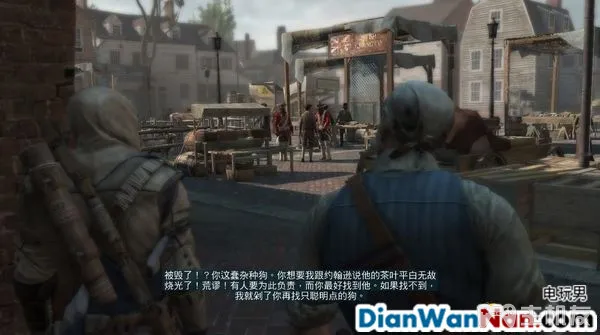 被毁了！？你这蠢杂种狗。你想要我跟约翰逊说他的茶叶平白无故
烧光了！荒谬！有人要为此负责，而你最好找到他。如果找不到，
我就剁了你再找只聪明点的狗。
电玩男
DianWanNan.com